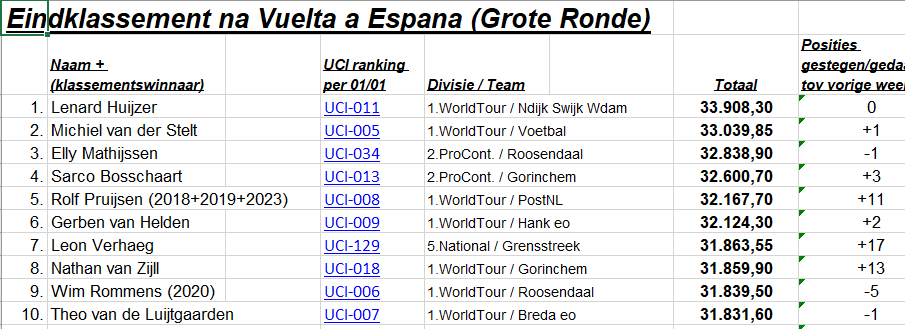 Eindklassement na Vuelta a Espana (Grote Ronde)
Naam + (klassementswinnaar) UCI ranking per 01/01 Divisie / Team Totaal Posities gestegen/geda tov vorige wee
1. Lenard Huijzer UCI-011 1.WorldTour / Ndijk Swijk Wdam 33.908,30 0
2. Michiel van der Stelt UCI-005 1.WorldTour / Voetbal 33.039,85 +1
3. Elly Mathijssen UCI-034 2.ProCont. / Roosendaal 32.838,90 -1
4. Sarco Bosschaart UCI-013 2.ProCont. / Gorinchem 32.600,70 +3
5. Rolf Pruijsen (2018+2019+2023) UCI-008 1.WorldTour / PostNL 32.167,70 +11
6. Gerben van Helden UCI-009 1.WorldTour / Hank eo 32.124,30 +2
7. Leon Verhaeg UCI-129 5.National / Grensstreek 31.863,55 +17
8. Nathan van Zijll UCI-018 1.WorldTour / Gorinchem 31.859,90 +13
9. Wim Rommens (2020) UCI-006 1.WorldTour / Roosendaal 31.839,50 -5
10. Theo van de Luijtgaarden UCI-007 1.WorldTour / Breda eo 31.831,60 -1